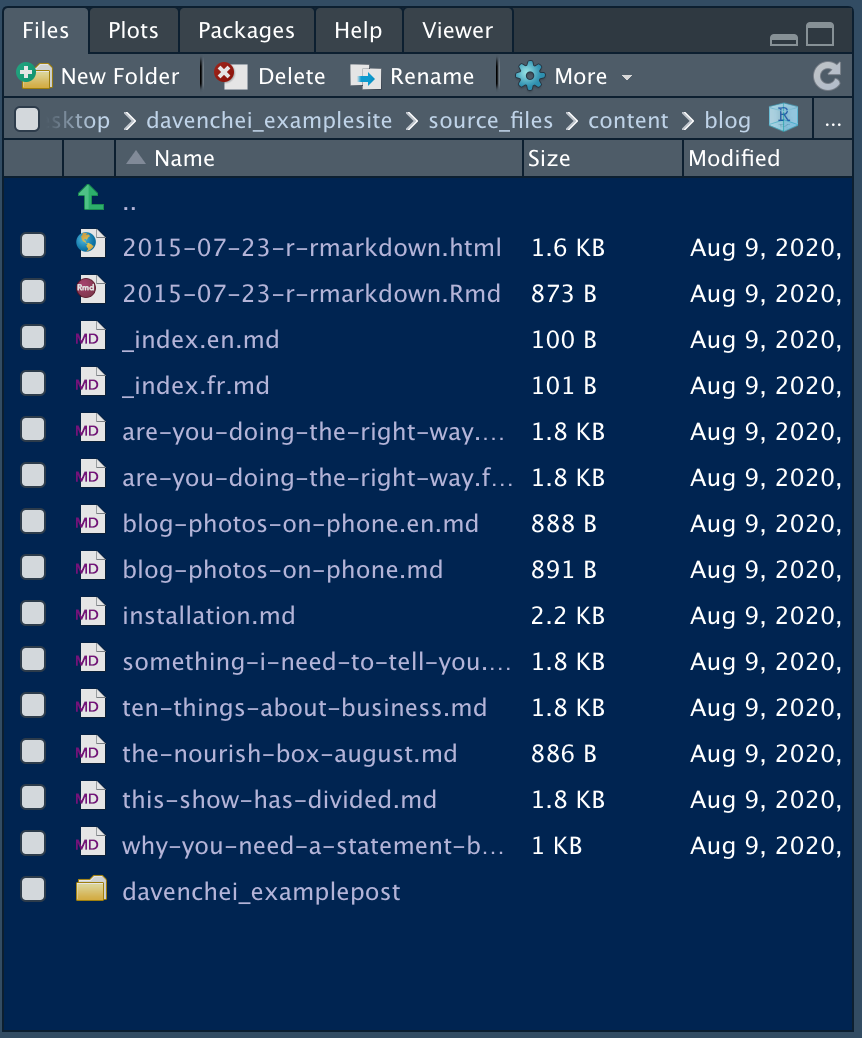 Files Plots Packages Help Viewer
New Folder Delete Rename More
sktop davenchei_examplesite source_files content blog R ...
Name Size Modified
..
2015-07-23-r-rmarkdown.html 1.6 KB Aug 9, 2020,
Rmd 2015-07-23-r-rmarkdown.Rmd 873 B Aug 9, 2020,
MD _index.en.md 100 B Aug 9, 2020,
MD _index.fr.md 101 B Aug 9, 2020,
MD are-you-doing-the-right-way.... 1.8 KB Aug 9, 2020,
MD are-you-doing-the-right-way.f... 1.8 KB Aug 9, 2020,
MD blog-photos-on-phone.en.md 888 B Aug 9, 2020,
MD blog-photos-on-phone.md 891 B Aug 9, 2020,
MD installation.md 2.2 KB Aug 9, 2020,
MD something-i-need-to-tell-you.... 1.8 KB Aug 9, 2020,
MD ten-things-about-business.md 1.8 KB Aug 9, 2020,
MD the-nourish-box-august.md 886 B Aug 9, 2020,
MD this-show-has-divided.md 1.8 KB Aug 9, 2020,
MD why-you-need-a-statement-b... 1 KB Aug 9, 2020,
davenchei_examplepost